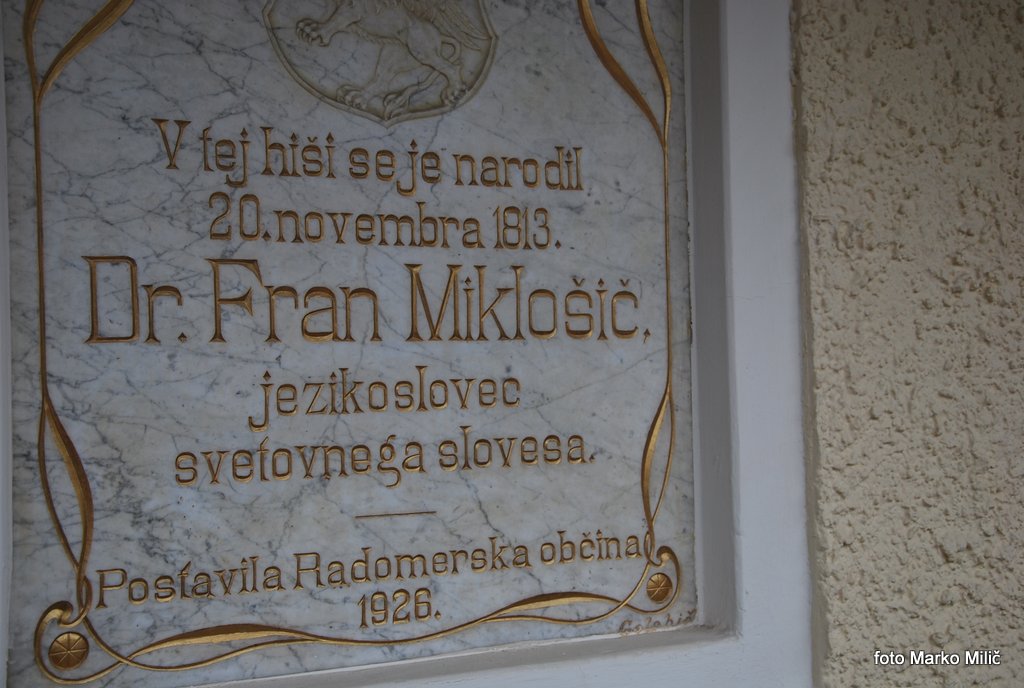 V tej hiši se je narodil
20. novembra 1813.
Dr. Fran Miklošič,
jezikoslovec
svetovnega slovesa.
Postavila Radomerska občina
1926.
foto Marko Milič